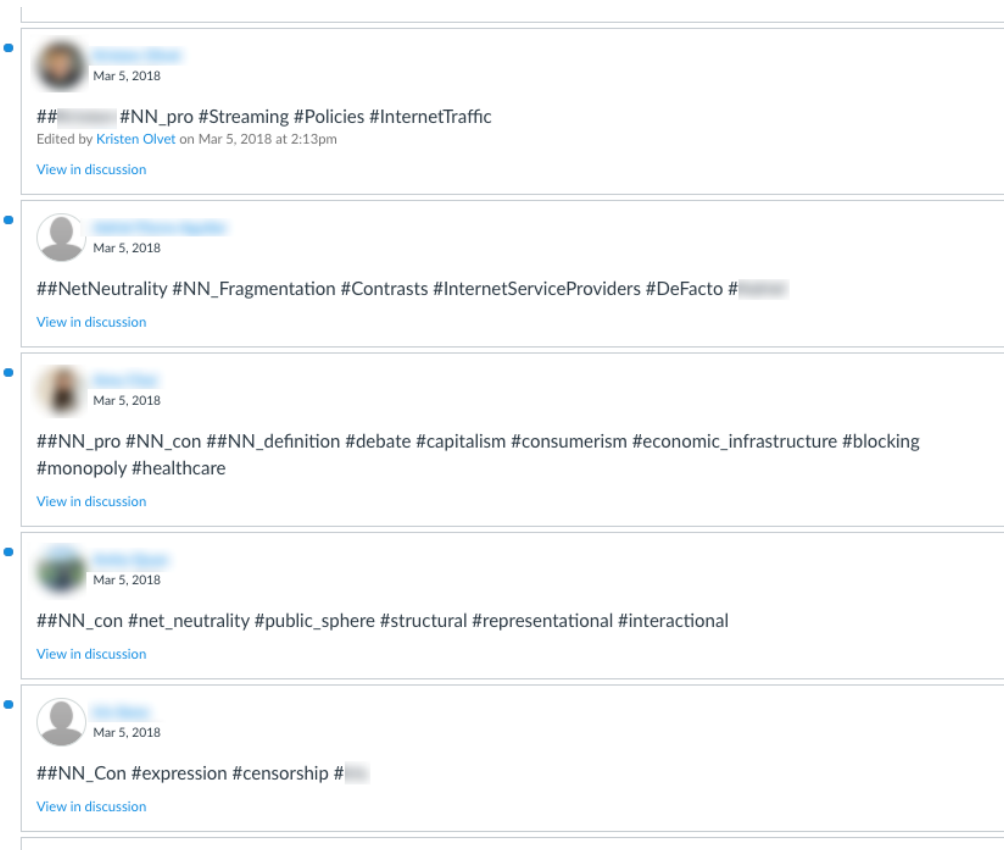 Mar 5, 2018
## #NN_pro #Streaming #Policies #InternetTraffic
Edited by Kristen Olvet on Mar 5, 2018 at 2:13pm
View in discussion
Mar 5, 2018
##NetNeutrality #NN_Fragmentation #Contrasts #InternetServiceProviders #DeFacto #
View in discussion
Mar 5, 2018
##NN_pro #NN_con ##NN_definition #debate #capitalism #consumerism #economic_infrastructure #blocking
#monopoly #healthcare
View in discussion
Mar 5, 2018
##NN_con #net_neutrality #public_sphere #structural #representational #interactional
View in discussion
Mar 5, 2018
##NN_Con #expression #censorship #
View in discussion